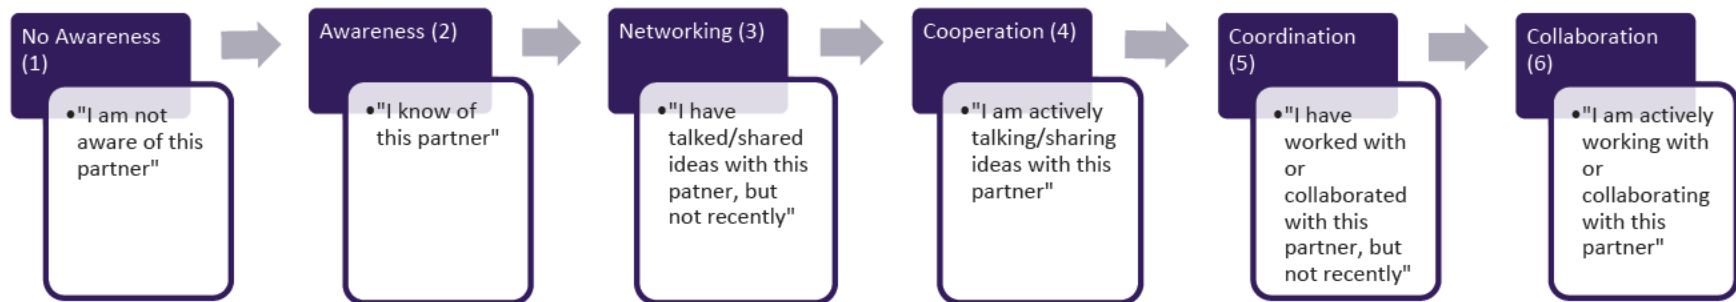 No Awareness
(1)
•"I am not
aware of this
partner"
Awareness (2)
•"I know of
this partner"
Networking (3)
•"I have
talked/shared
ideas with this
patner, but
not recently"
Cooperation (4)
•"I am actively
talking/sharing
ideas with this
partner"
Coordination
(5)
•"I have
worked with
or
collaborated
with this
partner, but
not recently"
Collaboration
(6)
•"I am actively
working with
or
collaborating
with this
partner"